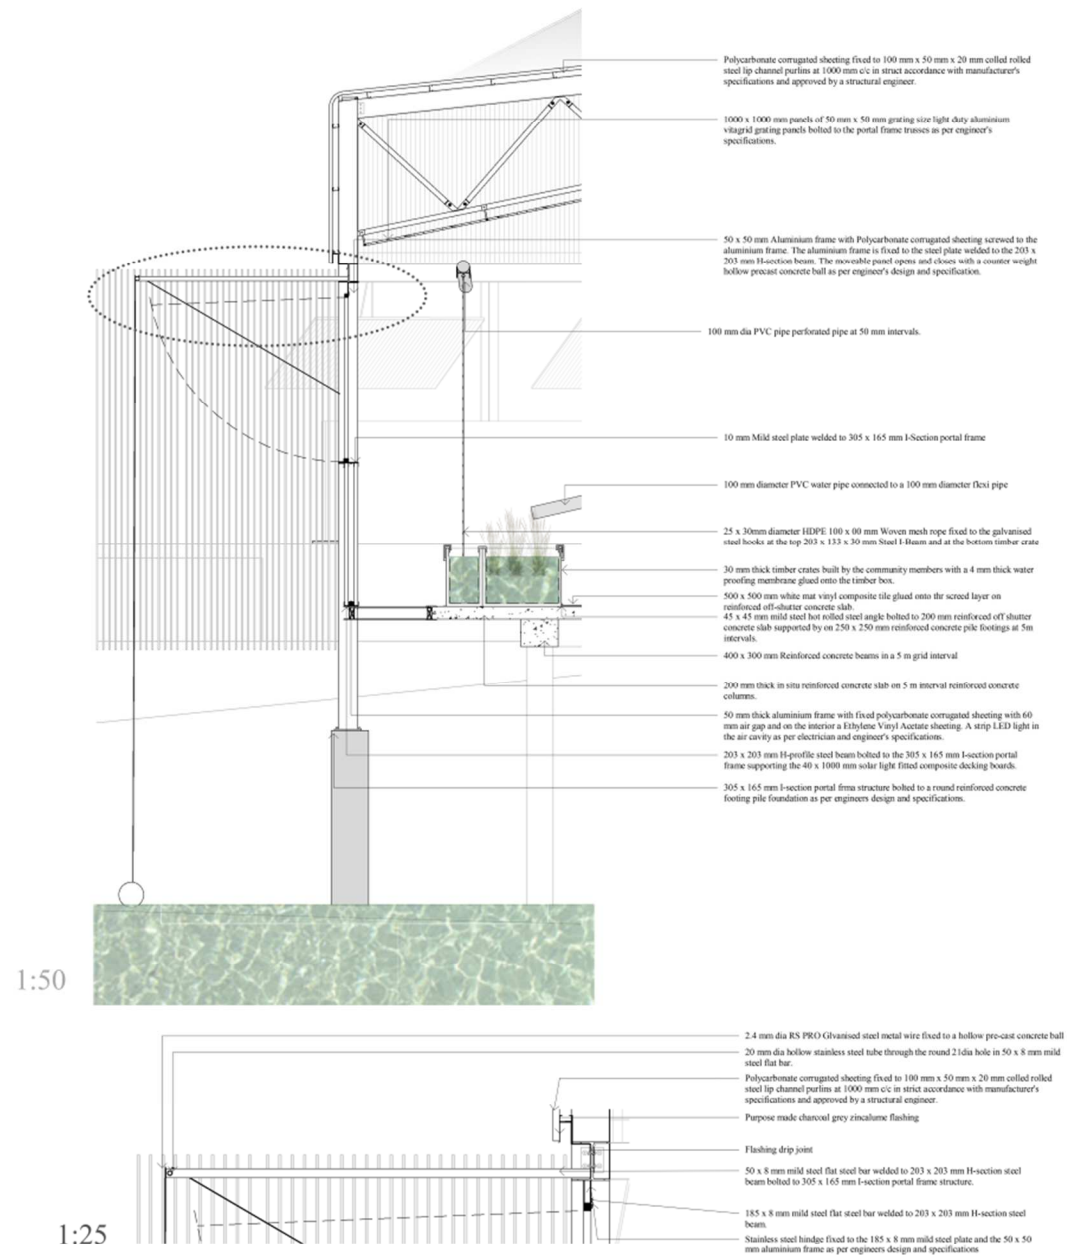 Polycarbonate corrugated sheeting fixed to 100 mm x 50 mm x 20 mm colled rolled
steel lip channel purlins at 1000 mm c/c in struct accordance with manufacturer's
specifications and approved by a structural engineer.
1000 x 1000 mm panels of 50 mm x 50 mm grating size light duty aluminium
vitagrid grating panels bolted to the portal frame trusses as per engineer's
specifications.
50 x 50 mm Aluminium frame with Polycarbonate corrugated sheeting screwed to the
aluminium frame. The aluminium frame is fixed to the steel plate welded to the 203 x
203 mm H-section beam. The moveable panel opens and closes with a counter weight
hollow precast concrete ball as per engineer's design and specification.
100 mm dia PVC pipe perforated pipe at 50 mm intervals.
10 mm Mild steel plate welded to 305 x 165 mm I-Section portal frame
100 mm diameter PVC water pipe connected to a 100 mm diameter flexi pipe
25 x 30mm diameter HDPE 100 x 00 mm Woven mesh rope fixed to the galvanised
steel hooks at the top 203 x 133 x 30 mm Steel I-Beam and at the bottom timber crate
30 mm thick timber crates built by the community members with a 4 mm thick water
proofing membrane glued onto the timber box.
500 x 500 mm white mat vinyl composite tile glued onto thr screed layer on
reinforced off-shutter concrete slab.
45 x 45 mm mild steel hot rolled steel angle bolted to 200 mm reinforced off shutter
concrete slab supported by on 250 x 250 mm reinforced concrete pile footings at 5m
intervals.
400 x 300 mm Reinforced concrete beams in a 5 m grid interval
200 mm thick in situ reinforced concrete slab on 5 m interval reinforced concrete
columns.
50 mm thick aluminium frame with fixed polycarbonate corrugated sheeting with 60
mm air gap and on the interior a Ethylene Vinyl Acetate sheeting. A strip LED light in
the air cavity as per electrician and engineer's specifications.
203 x 203 mm H-profile steel beam bolted to the 305 x 165 mm I-section portal
frame supporting the 40 x 1000 mm solar light fitted composite decking boards.
305 x 165 mm I-section portal frma structure bolted to a round reinforced concrete
footing pile foundation as per engineers design and specifications.
1:50
2.4 mm dia RS PRO Glvanised steel metal wire fixed to a hollow pre-cast concrete ball
20 mm dia hollow stainless steel tube through the round 21dia hole in 50 x 8 mm mild
steel flat bar.
Polycarbonate corrugated sheeting fixed to 100 mm x 50 mm x 20 mm colled rolled
steel lip channel purlins at 1000 mm c/c in strict accordance with manufacturer's
specifications and approved by a structural engineer.
Purpose made charcoal grey zincalume flashing
Flashing drip joint
50 x 8 mm mild steel flat steel bar welded to 203 x 203 mm H-section steel
beam bolted to 305 x 165 mm I-section portal frame structure.
185 x 8 mm mild steel flat steel bar welded to 203 x 203 mm H-section steel
beam.
Stainless steel hindge fixed to the 185 x 8 mm mild steel plate and the 50 x 50
mm aluminium frame as per engineers design and specifications
1:25